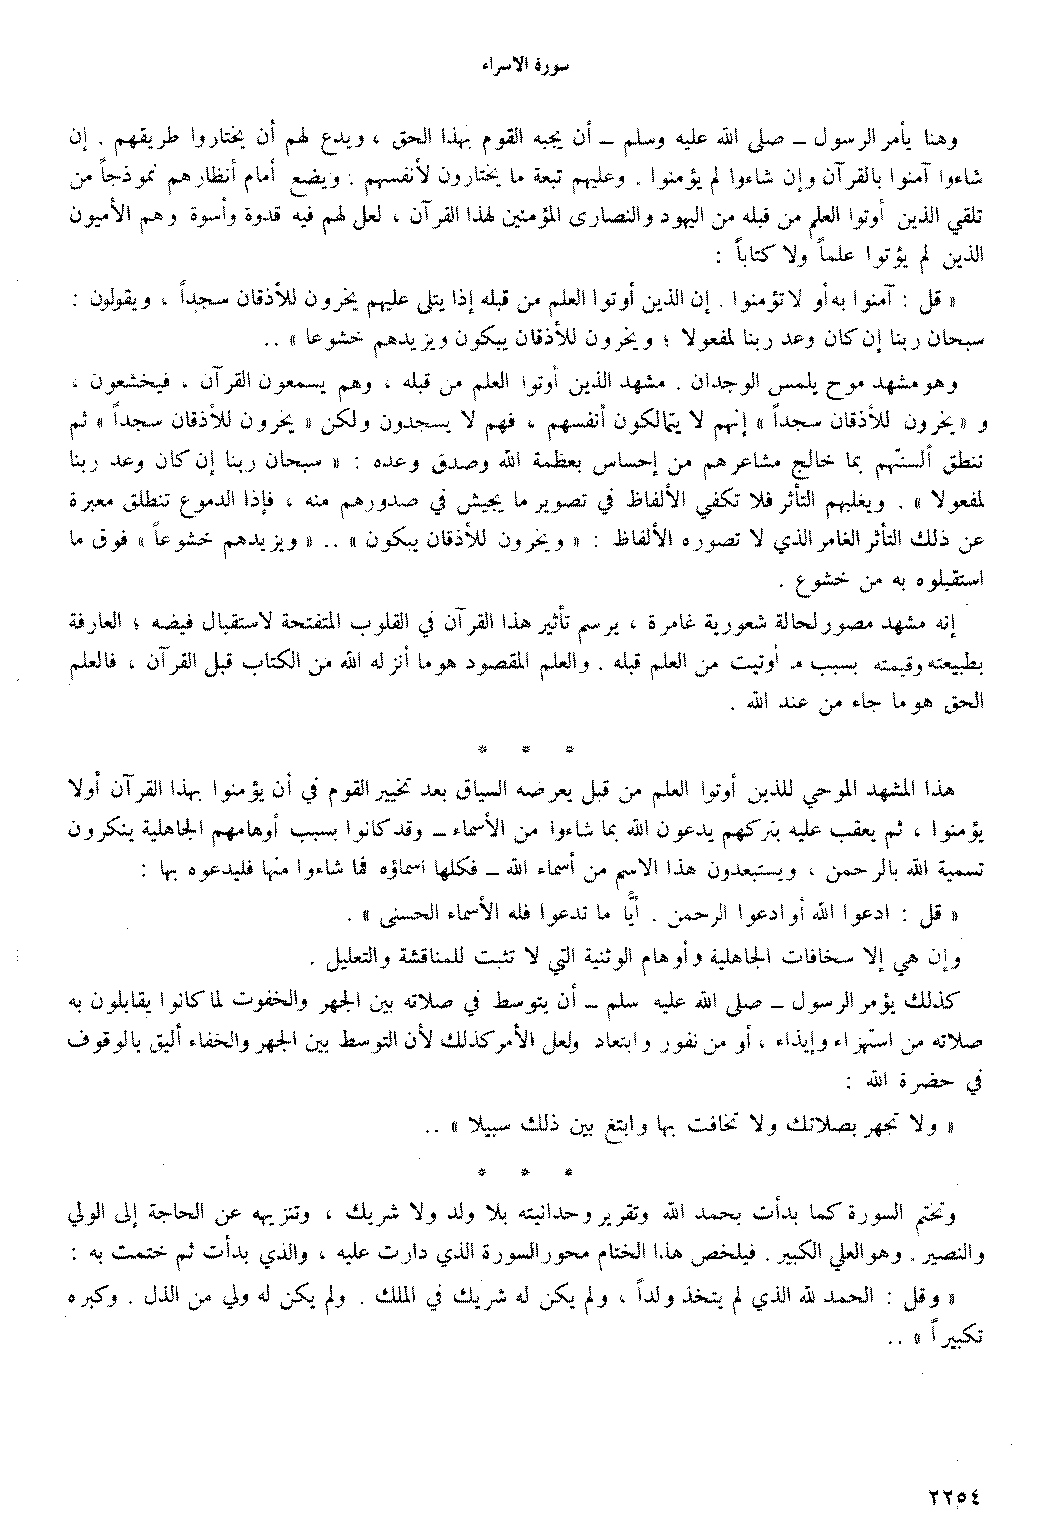 سورة الاسراء
وهنا يأمر الرسول – صلى الله عليه وسلم – أن يجبه القوم بهذا الحق ، ويدع لهم أن يختاروا طريقهم . إن
شاءوا آمنوا بالقرآن وإن شاءوا لم يؤمنوا . وعليهم تبعة ما يختارون لأنفسهم . ويضع أمام أنظارهم نموذجاً من
تلقي الذين أوتوا العلم من قبله من اليهود والنصارى المؤمنين لهذا القرآن ، لعل لهم فيه قدوة وأسوة وهم الأميون
الذين لم يؤتوا علماً ولا كتاباً :
« قل : آمنوا به أو لا تؤمنوا . إن الذين أوتوا العلم من قبله إذا يتلى عليهم يخرون للأذقان سجداً ، ويقولون :
سبحان ربنا إن كان وعد ربنا لمفعولا ؛ ويخرون للأذقان يبكون ويزيدهم خشوعا » ..
وهو مشهد موح يلمس الوجدان . مشهد الذين أوتوا العلم من قبله ، وهم يسمعون القرآن ، فيخشعون ،
و « يخرون للأذقان سجداً » إنهم لا يتمالكون أنفسهم ، فهم لا يسجدون ولكن « يخرون للأذقان سجداً » ثم
تنطق ألسنتهم بما خالج مشاعرهم من إحساس بعظمة الله وصدق وعده : « سبحان ربنا إن كان وعد ربنا
لمفعولا » . ويغلبهم التأثر فلا تكفي الألفاظ في تصوير ما يجيش في صدورهم منه ، فإذا الدموع تنطلق معبرة
عن ذلك التأثر الغامر الذي لا تصوره الألفاظ : « ويخرون للأذقان يبكون » .. « ويزيدهم خشوعاً » فوق ما
استقبلوه به من خشوع .
إنه مشهد مصور لحالة شعورية غامرة ، يرسم تأثير هذا القرآن في القلوب المتفتحة لاستقبال فيضه ؛ العارفة
بطبيعته وقيمته بسبب ما أوتيت من العلم قبله . والعلم المقصود هو ما أنزله الله من الكتاب قبل القرآن ، فالعلم
الحق هو ما جاء من عند الله .
* * *
هذا المشهد الموحي للذين أوتوا العلم من قبل يعرضه السياق بعد تخيير القوم في أن يؤمنوا بهذا القرآن أولا
يؤمنوا ، ثم يعقب عليه بتركهم يدعون الله بما شاءوا من الأسماء – وقد كانوا بسبب أوهامهم الجاهلية ينكرون
تسمية الله بالرحمن ، ويستبعدون هذا الاسم من أسماء الله – فكلها اسماؤه فما شاءوا منها فليدعوه بها :
« قل : ادعوا الله أو ادعوا الرحمن . أيًّا ما تدعوا فله الأسماء الحسنى » .
وإن هي إلا سخافات الجاهلية وأوهام الوثنية التي لا تثبت للمناقشة والتعليل .
كذلك يؤمر الرسول – صلى الله عليه سلم – أن يتوسط في صلاته بين الجهر والخفوت لما كانوا يقابلون به
صلاته من استهزاء وإيذاء ، أو من نفور وابتعاد ولعل الأمر كذلك لأن التوسط بين الجهر والخفاء أليق بالوقوف
في حضرة الله :
« ولا تجهر بصلاتك ولا تخافت بها وابتغ بين ذلك سبيلا » ..
* * *
وتختم السورة كما بدأت بحمد الله وتقرير وحدانيته بلا ولد ولا شريك ، وتنزيهه عن الحاجة إلى الولي
والنصير . وهو العلي الكبير . فيلخص هذا الختام محور السورة الذي دارت عليه ، والذي بدأت ثم ختمت به :
« وقل : الحمد لله الذي لم يتخذ ولداً ، ولم يكن له شريك في الملك . ولم يكن له ولي من الذل . وكبره
تكبيراً » ..
٢٢٥٤